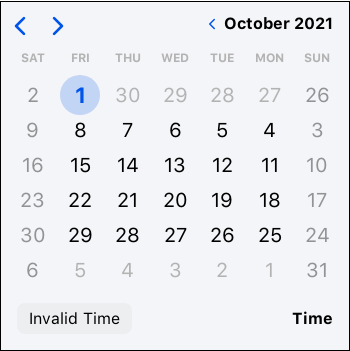 October 2021
SAT FRI THU WED TUE MON SUN
2 1 30 29 28 27 26
9 8 7 6 5 4 3
16 15 14 13 12 11 10
23 22 21 20 19 18 17
30 29 28 27 26 25 24
6 5 4 3 2 1 31
Invalid Time Time